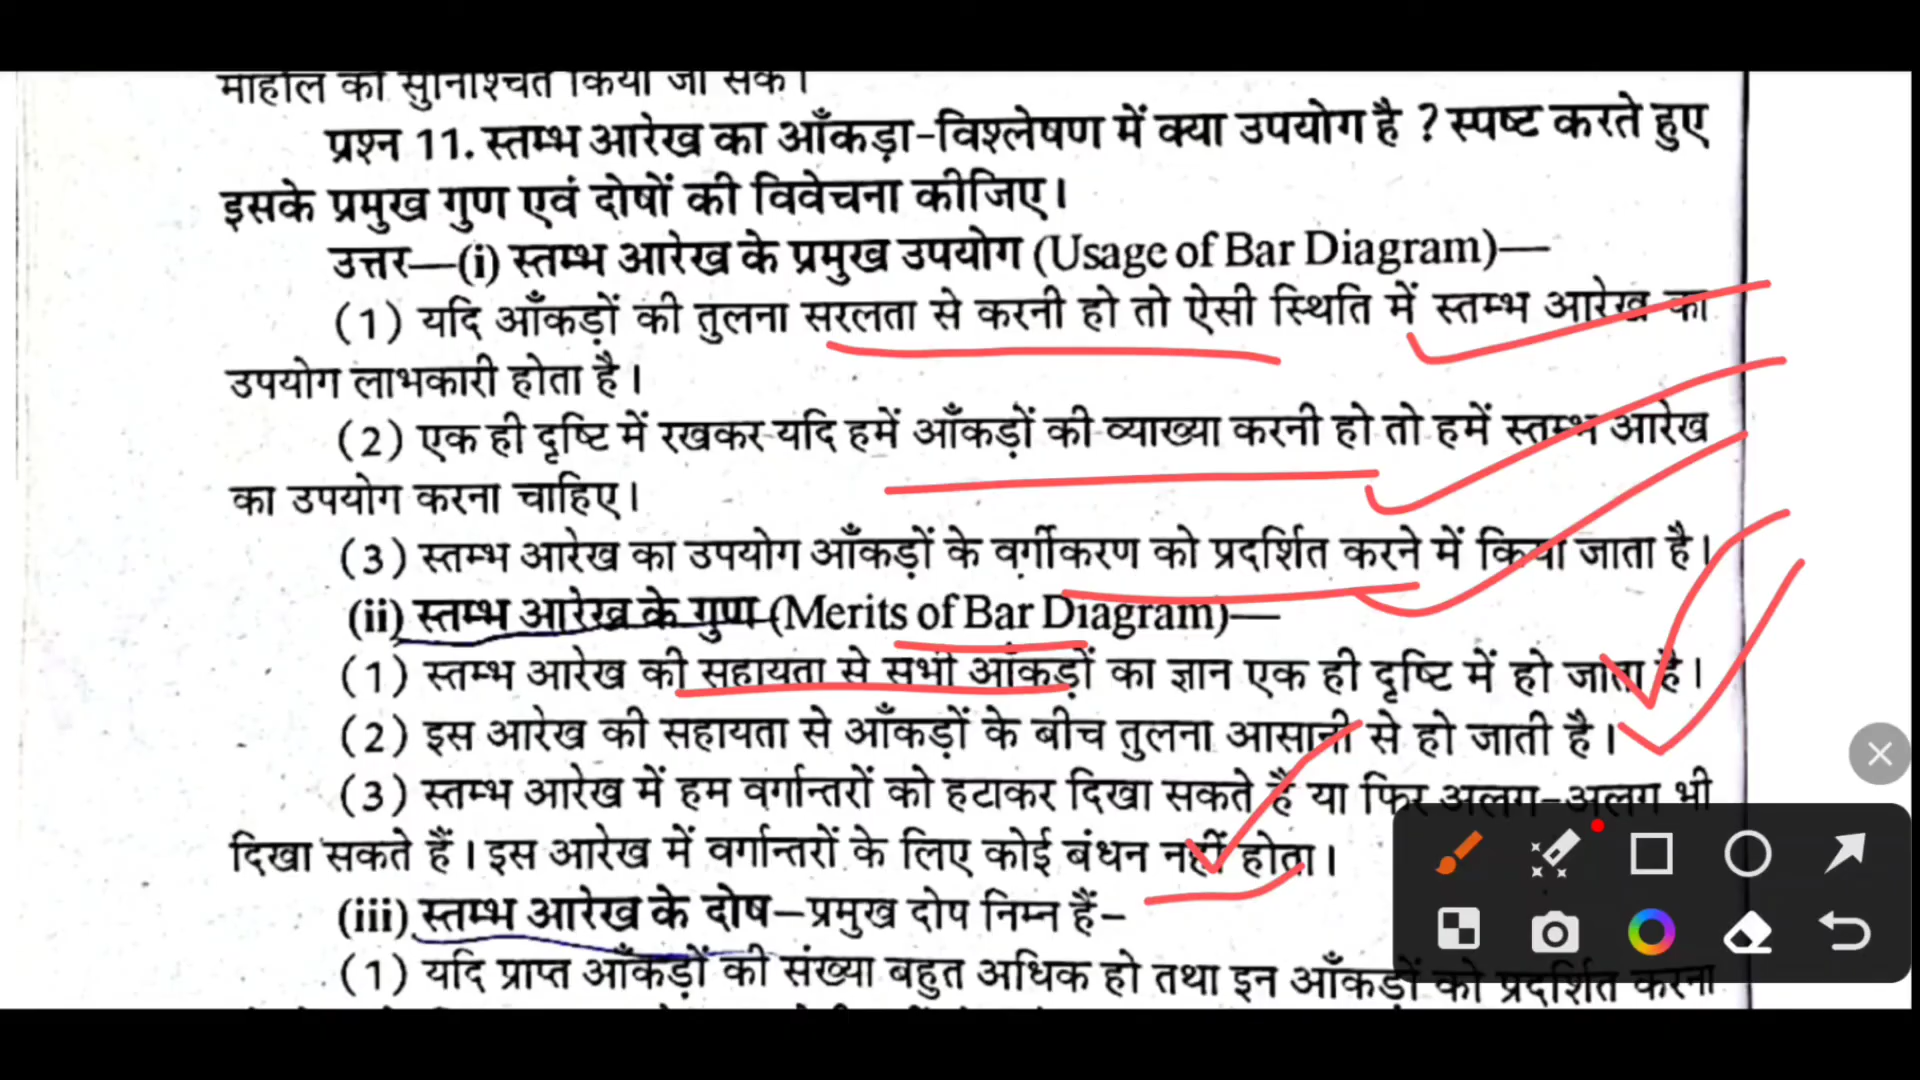 माहौल को सुनिश्चित किया जा सके।
प्रश्न 11. स्तम्भ आरेख का आँकड़ा-विश्लेषण में क्या उपयोग है ? स्पष्ट करते हुए
इसके प्रमुख गुण एवं दोषों की विवेचना कीजिए।
उत्तर—(i) स्तम्भ आरेख के प्रमुख उपयोग (Usage of Bar Diagram)—
(1) यदि आँकड़ों की तुलना सरलता से करनी हो तो ऐसी स्थिति में स्तम्भ आरेख का
उपयोग लाभकारी होता है।
(2) एक ही दृष्टि में रखकर यदि हमें आँकड़ों की व्याख्या करनी हो तो हमें स्तम्भ आरेख
का उपयोग करना चाहिए।
(3) स्तम्भ आरेख का उपयोग आँकड़ों के वर्गीकरण को प्रदर्शित करने में किया जाता है।
(ii) स्तम्भ आरेख के गुण (Merits of Bar Diagram)—
(1) स्तम्भ आरेख की सहायता से सभी आँकड़ों का ज्ञान एक ही दृष्टि में हो जाता है।
(2) इस आरेख की सहायता से आँकड़ों के बीच तुलना आसानी से हो जाती है।
(3) स्तम्भ आरेख में हम वर्गान्तरों को हटाकर दिखा सकते हैं या फिर अलग-अलग भी
दिखा सकते हैं। इस आरेख में वर्गान्तरों के लिए कोई बंधन नहीं होता।
(iii) स्तम्भ आरेख के दोष—प्रमुख दोष निम्न हैं-
(1) यदि प्राप्त आँकड़ों की संख्या बहुत अधिक हो तथा इन आँकड़ों को प्रदर्शित करना